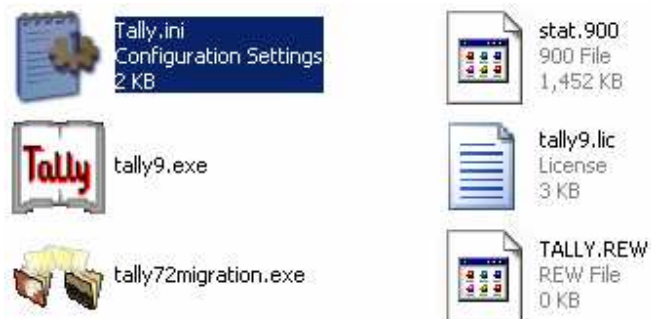 Tally.ini
Configuration Settings
2 KB
stat.900
900 File
1,452 KB
Tally
tally9.exe
tally9.lic
License
3 KB
tally72migration.exe
TALLY.REW
REW File
0 KB